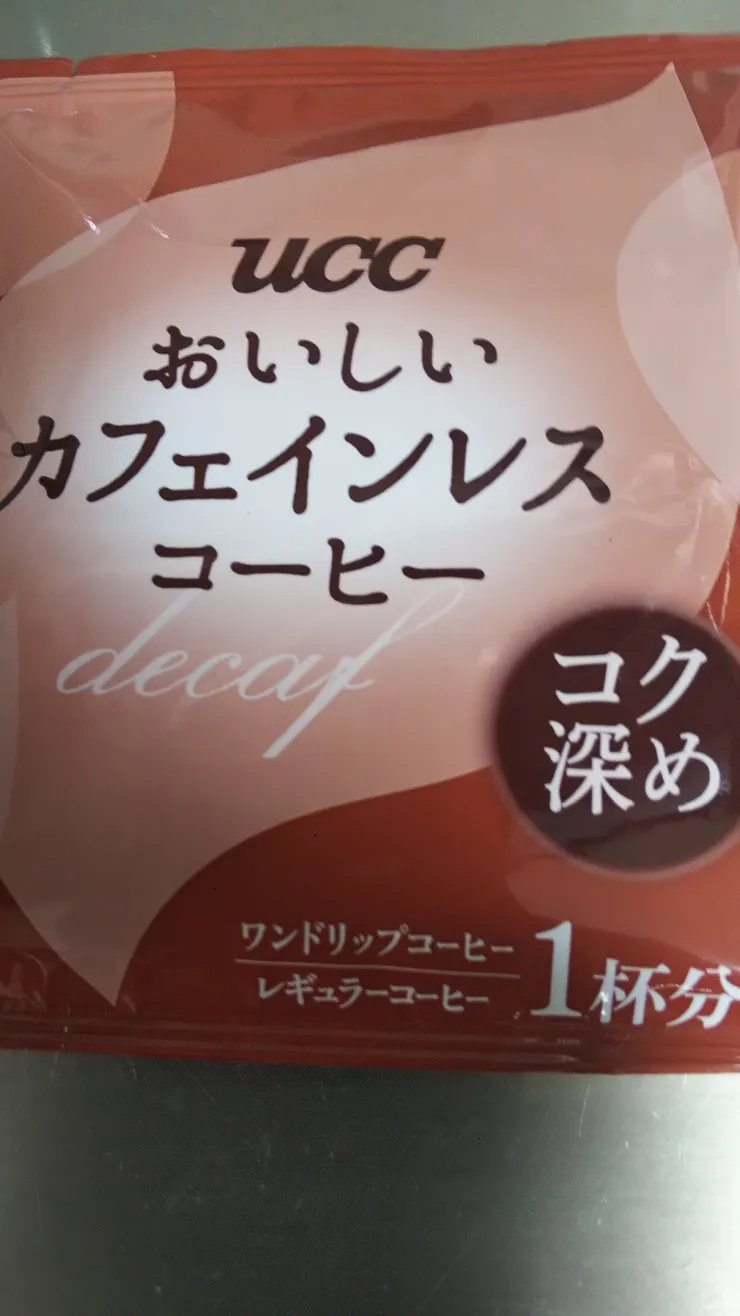 ucc
おいしい
カフェインレス
コーヒー
decaf
コク
深め
ワンドリップコーヒー
レギュラーコーヒー
1杯分